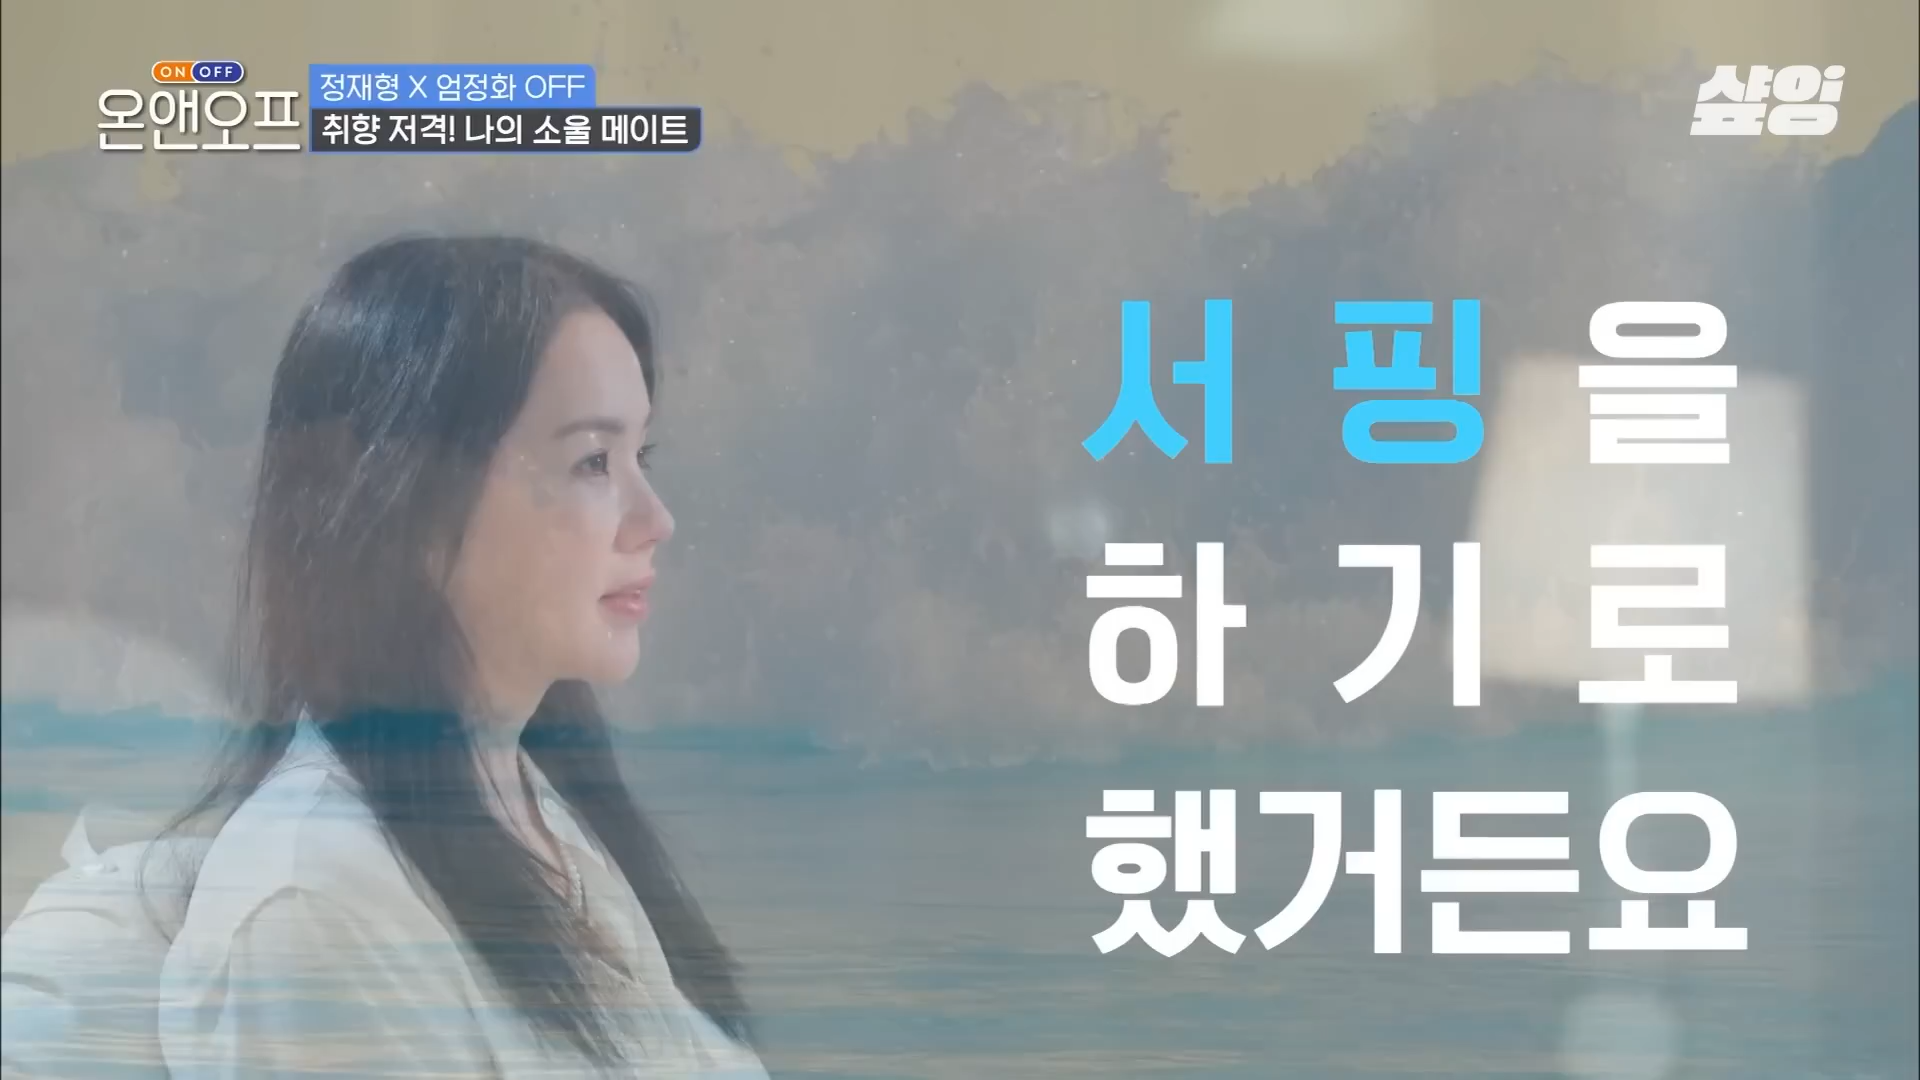 ON OFF
온앤오프
정재형 X 엄정화 OFF
취향 저격! 나의 소울 메이트
샾잉
서핑을
하기로
했거든요